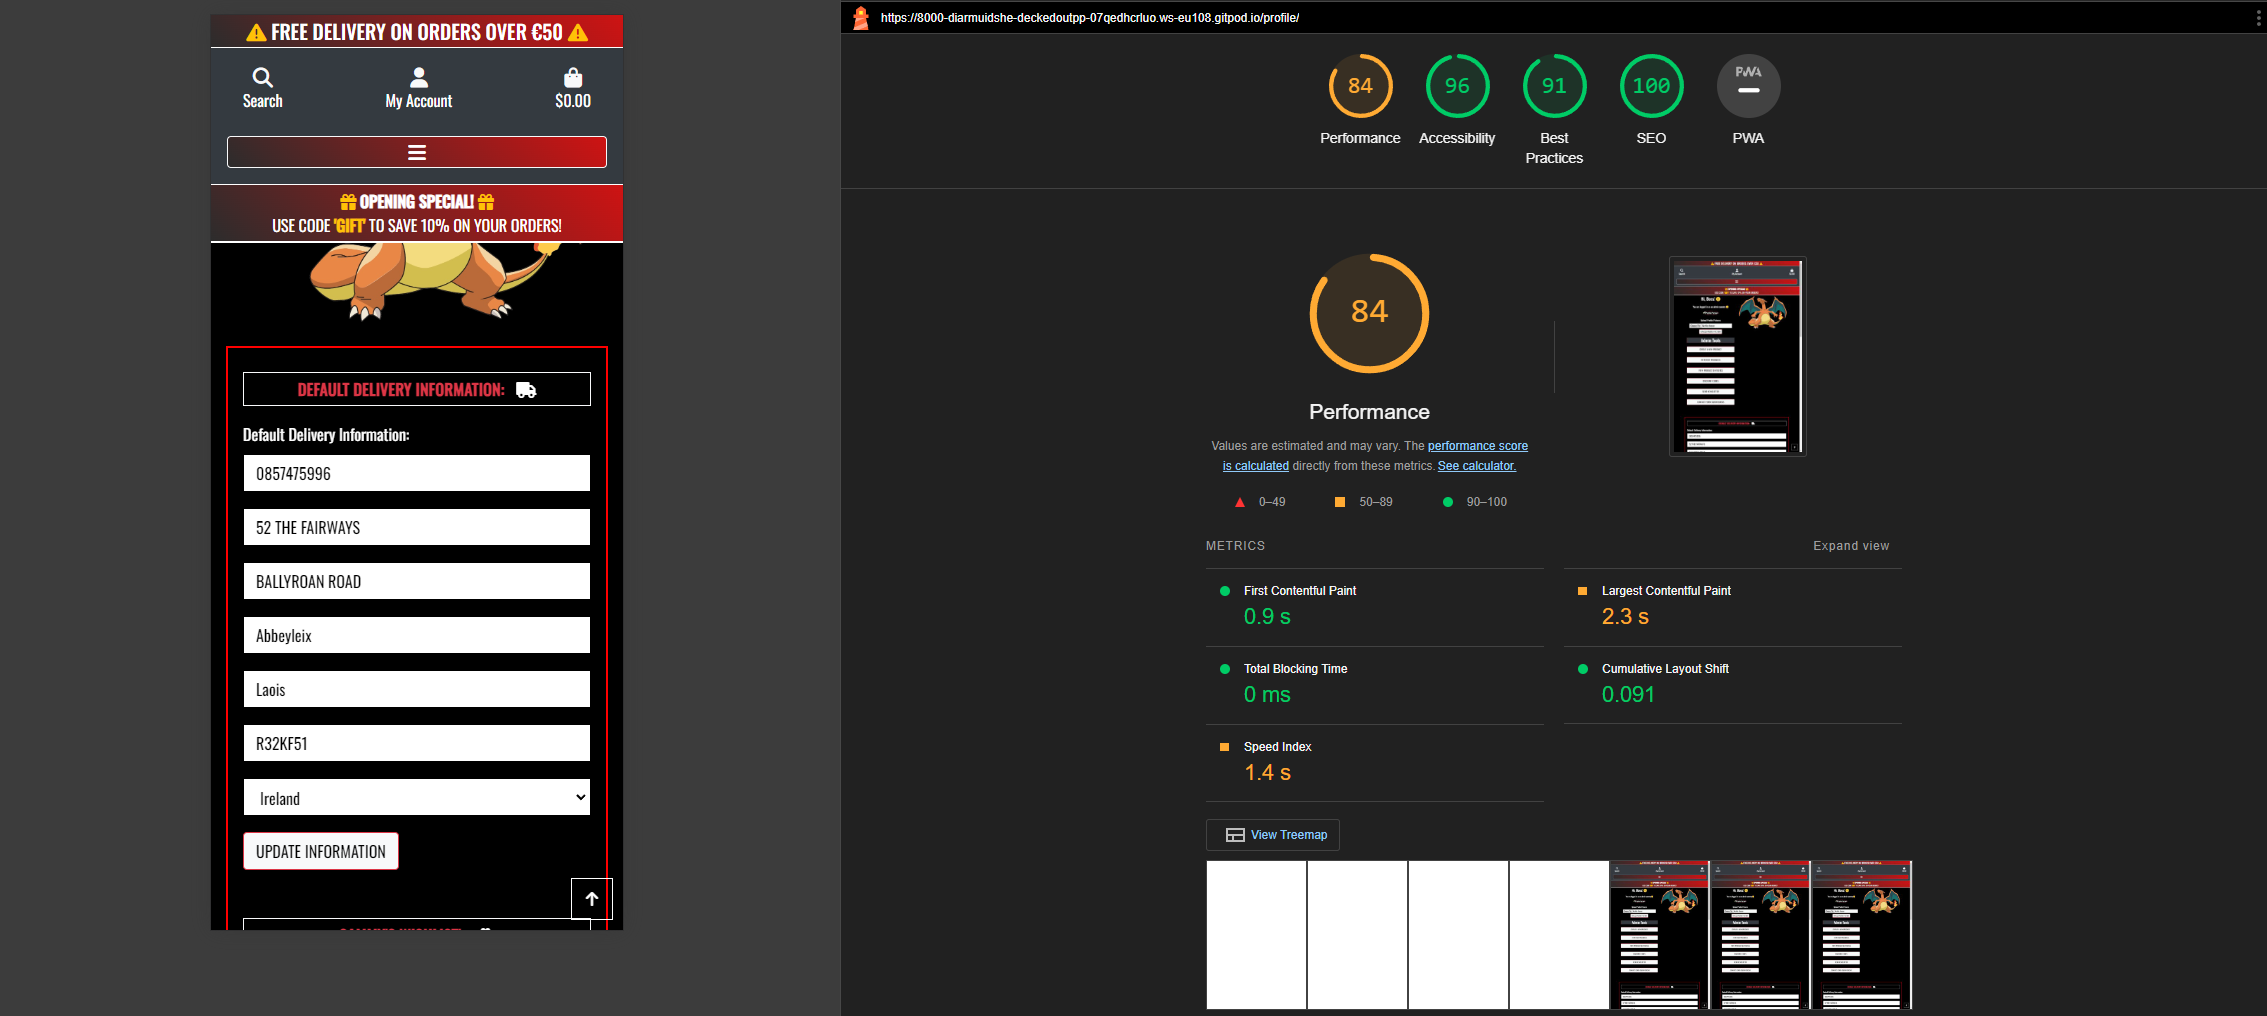 FREE DELIVERY ON ORDERS OVER €50
Search
My Account
$0.00
OPENING SPECIAL!
USE CODE 'GIFT' TO SAVE 10% ON YOUR ORDERS!
DEFAULT DELIVERY INFORMATION:
Default Delivery Information:
0857475996
52 THE FAIRWAYS
BALLYROAN ROAD
Abbeyleix
Laois
R32KF51
Ireland
UPDATE INFORMATION
https://8000-diarmuidshe-deckedoutpp-07qedhcrluo.ws-eu108.gitpod.io/profile/
84
96
91
100
PWA
Performance
Accessibility
Best
Practices
SEO
PWA
84
Performance
Values are estimated and may vary. The performance score
is calculated directly from these metrics. See calculator.
0–49
50–89
90–100
METRICS
Expand view
First Contentful Paint
0.9 s
Largest Contentful Paint
2.3 s
Total Blocking Time
0 ms
Cumulative Layout Shift
0.091
Speed Index
1.4 s
View Treemap